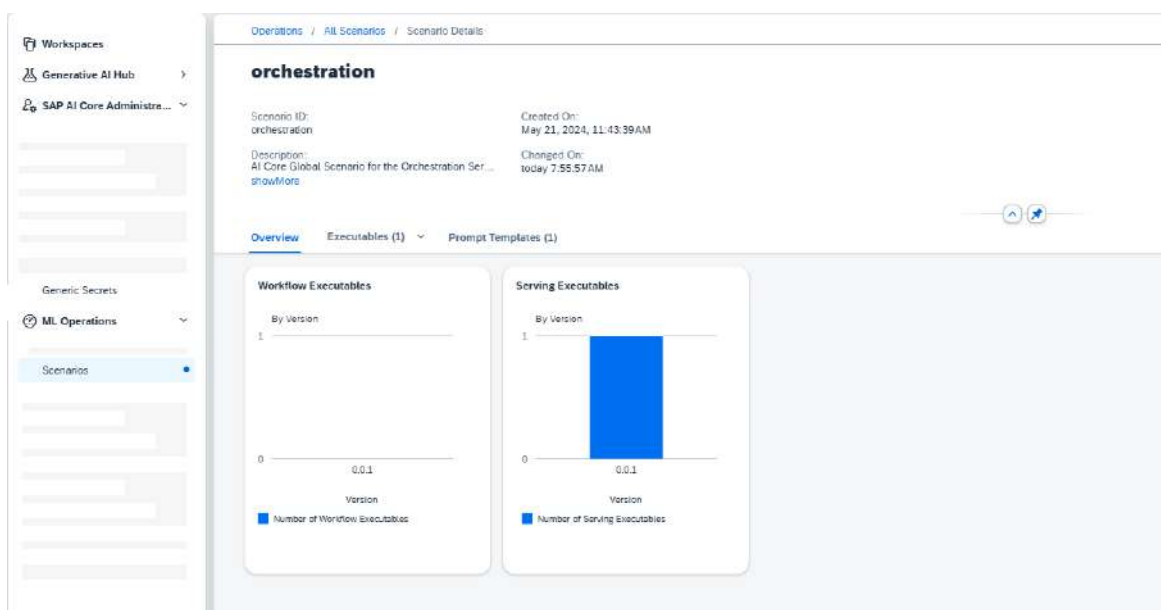 Workspaces
Generative AI Hub
SAP AI Core Administra...
Generic Secrets
ML Operations
Scenarios
Operations / All Scenarios / Scenario Details
orchestration
Scenario ID:
orchestration
Created On:
May 21, 2024, 11:43:39 AM
Description:
AI Core Global Scenario for the Orchestration Ser...
showMore
Changed On:
today 7:55:57 AM
Overview Executables (1) Prompt Templates (1)
Workflow Executables
By Version
1
0
0.0.1
Version
Number of Workflow Executables
Serving Executables
By Version
1
0
0.0.1
Version
Number of Serving Executables